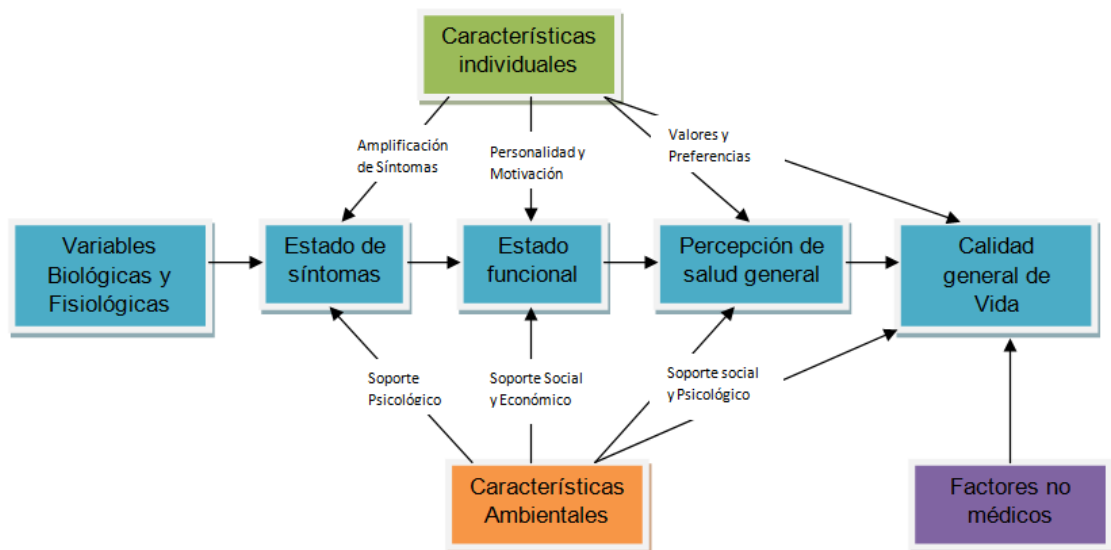 Características
individuales
Amplificación
de Síntomas
Personalidad y
Motivación
Valores y
Preferencias
Variables
Biológicas y
Fisiológicas
Estado de
síntomas
Estado
funcional
Percepción de
salud general
Calidad
general de
Vida
Soporte
Psicológico
Soporte Social
y Económico
Soporte social
y Psicológico
Características
Ambientales
Factores no
médicos